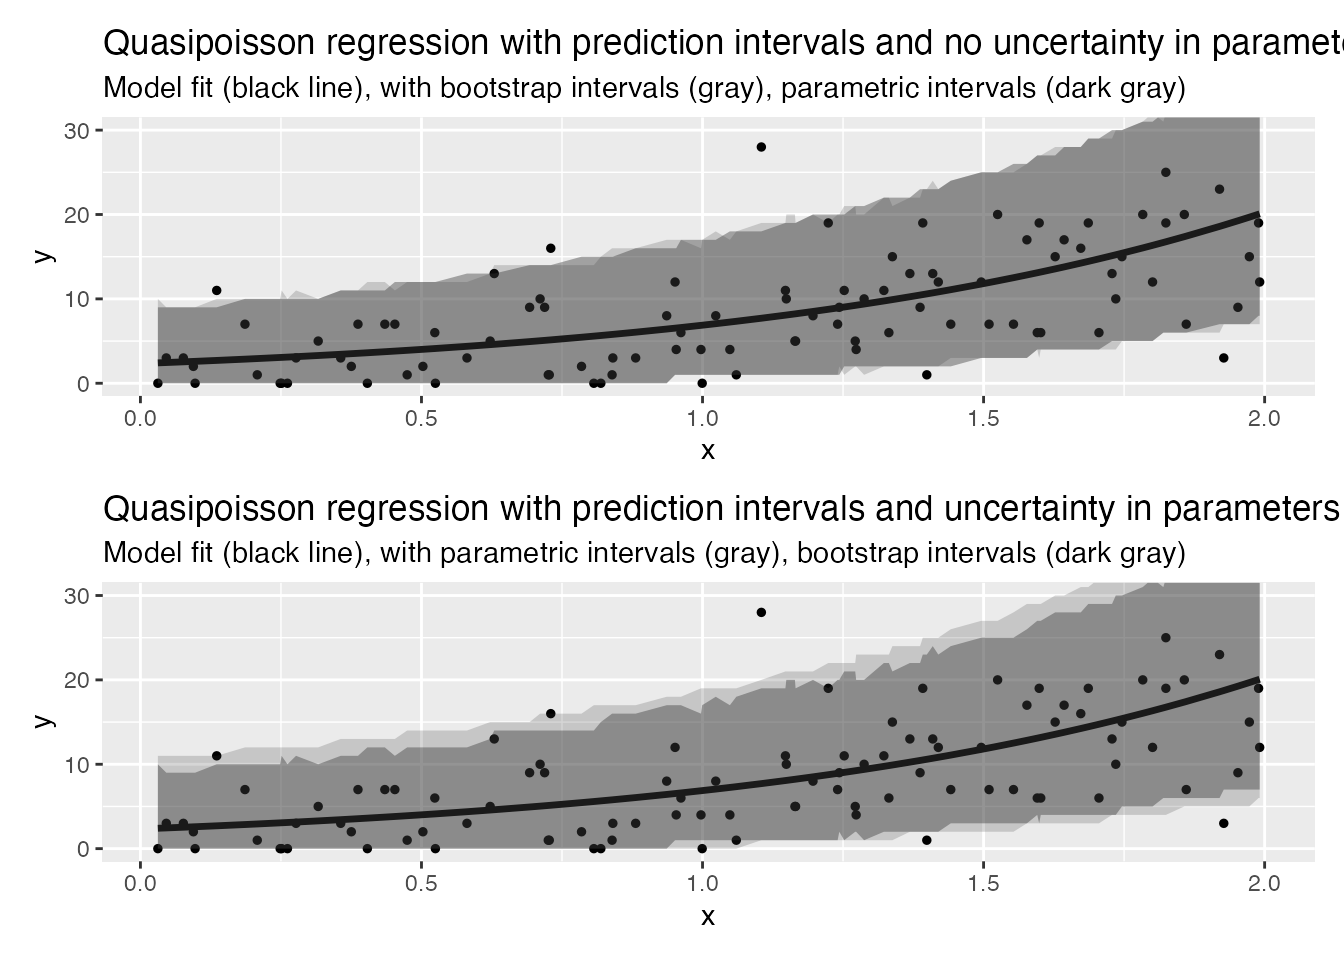 Quasipoisson regression with prediction intervals and no uncertainty in paramet
Model fit (black line), with bootstrap intervals (gray), parametric intervals (dark gray)
30
20
10
0
y
0.0 0.5 1.0 1.5 2.0
x
Quasipoisson regression with prediction intervals and uncertainty in parameters
Model fit (black line), with parametric intervals (gray), bootstrap intervals (dark gray)
30
20
10
0
y
0.0 0.5 1.0 1.5 2.0
x